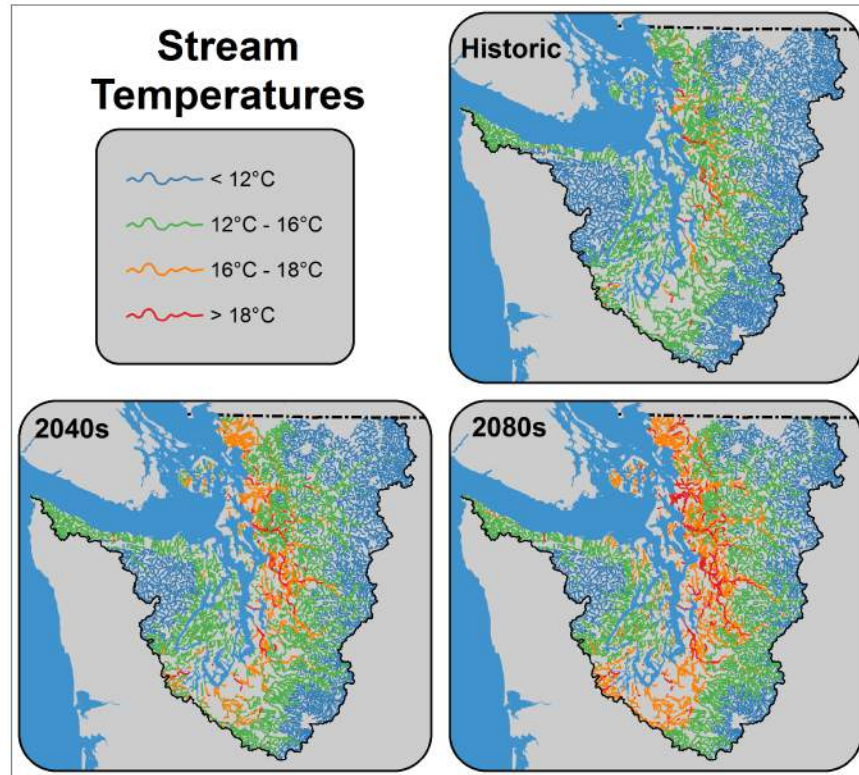 Stream
Temperatures
< 12°C
12°C - 16°C
16°C - 18°C
> 18°C
Historic
2040s
2080s